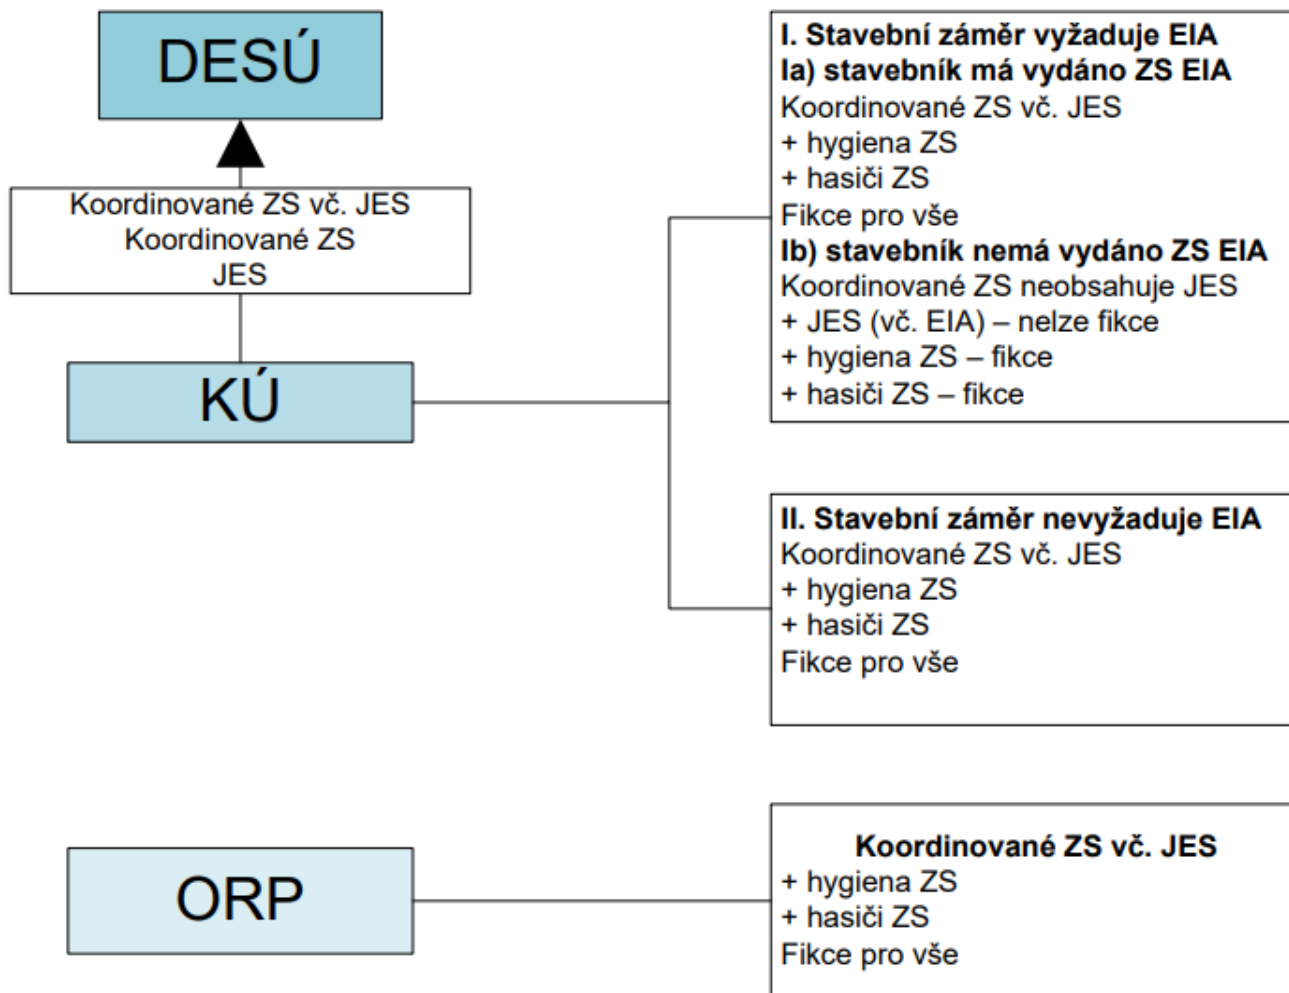 DESÚ
Koordinované ZS vč. JES
Koordinované ZS
JES
KÚ
I. Stavební záměr vyžaduje EIA
Ia) stavebník má vydáno ZS EIA
Koordinované ZS vč. JES
+ hygiena ZS
+ hasiči ZS
Fikce pro vše
Ib) stavebník nemá vydáno ZS EIA
Koordinované ZS neobsahuje JES
+ JES (vč. EIA) – nelze fikce
+ hygiena ZS – fikce
+ hasiči ZS – fikce
II. Stavební záměr nevyžaduje EIA
Koordinované ZS vč. JES
+ hygiena ZS
+ hasiči ZS
Fikce pro vše
ORP
Koordinované ZS vč. JES
+ hygiena ZS
+ hasiči ZS
Fikce pro vše